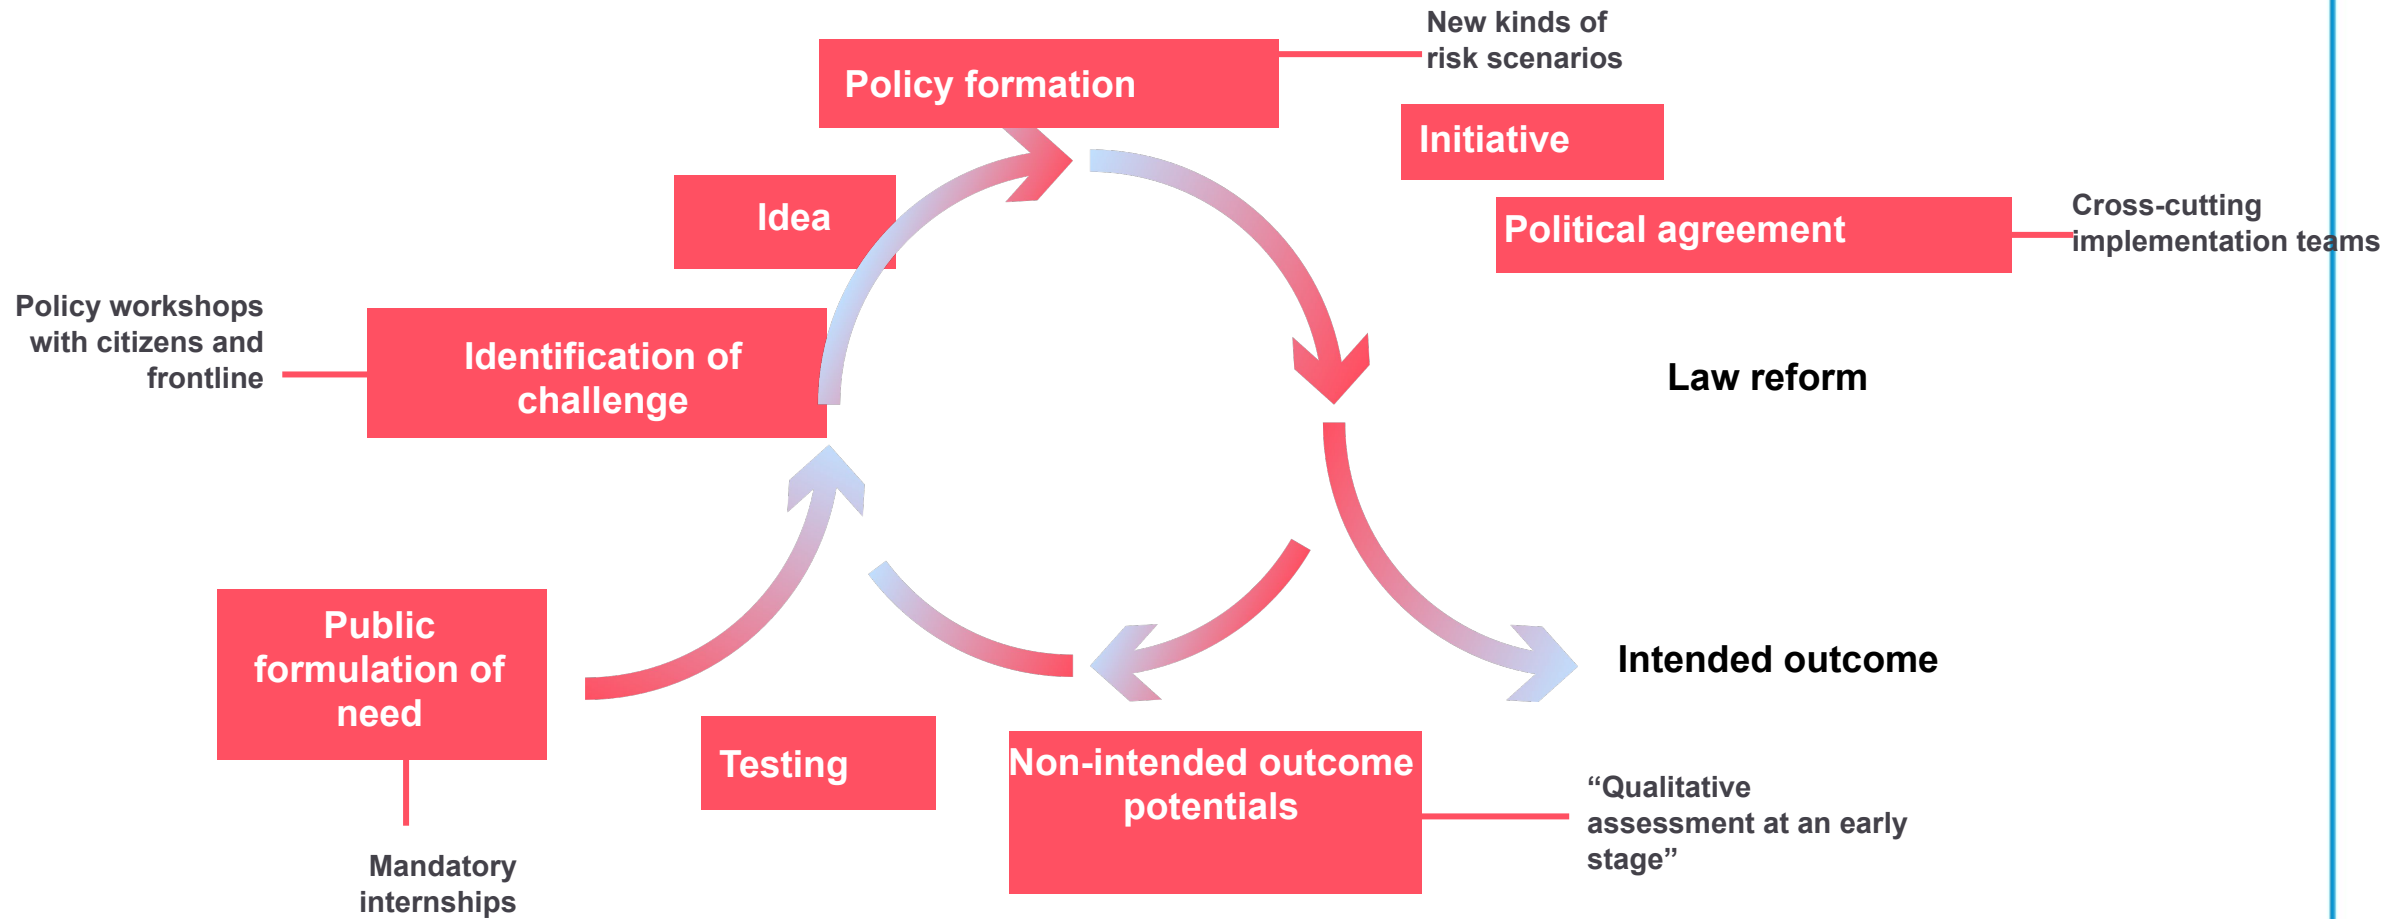 New kinds of
risk scenarios
Policy formation
Initiative
Idea
Political agreement
Cross-cutting
implementation teams
Policy workshops
with citizens and
frontline
Identification of
challenge
Law reform
Public
formulation of
need
Intended outcome
Testing
Non-intended outcome
potentials
“Qualitative
assessment at an early
stage”
Mandatory
internships